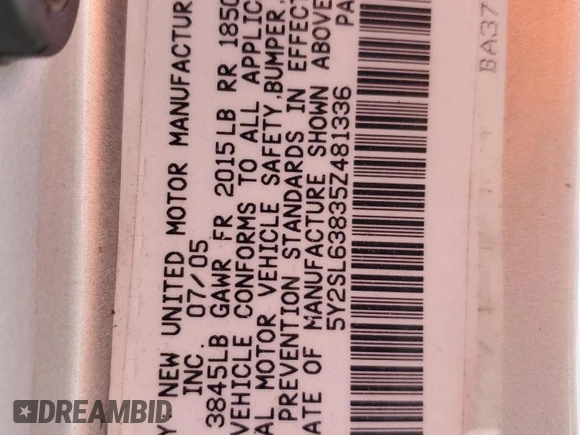 Y NEW UNITED MOTOR MANUFACTUR
INC. 07/05
3845LB GAWR FR 2015LB RR 1850
VEHICLE CONFORMS TO ALL APPLIC
AL MOTOR VEHICLE SAFETY,BUMPER,
PREVENTION STANDARDS IN EFFECT
ATE OF MANUFACTURE SHOWN ABOVE
5Y2SL63835Z481336 PA
BA37
DREAMBID